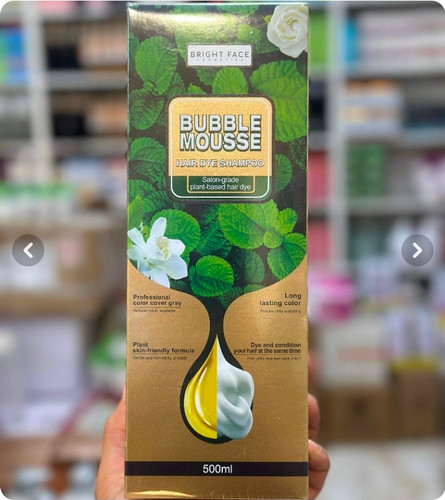 BRIGHT FACE
COSMETICS
BUBBLE
MOUSSE
HAIR DYE SHAMPOO
Salon-grade
plant-based hair dye
Professional
color cover gray
Long
lasting color
Plant
skin-friendly formula
Dye and condition
your hair at the same time
500ml